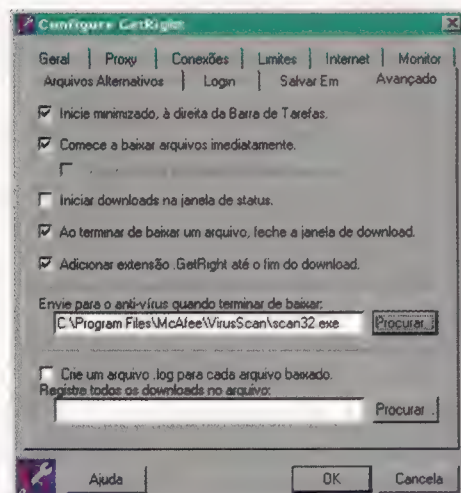 Configure GetRight
Geral Proxy Conexões Limites Internet Monitor
Arquivos Alternativos Login Salvar Em Avançado
Inicie minimizado, à direita da Barra de Tarefas.
Comece a baixar arquivos imediatamente.
Iniciar downloads na janela de status.
Ao terminar de baixar um arquivo, feche a janela de download.
Adicionar extensão .GetRight até o fim do download.
Envie para o anti-vírus quando terminar de baixar:
C:\Program Files\McAfee\VirusScan\scan32.exe Procurar...
Crie um arquivo .log para cada arquivo baixado.
Registre todos os downloads no arquivo:
Procurar...
Ajuda OK Cancela